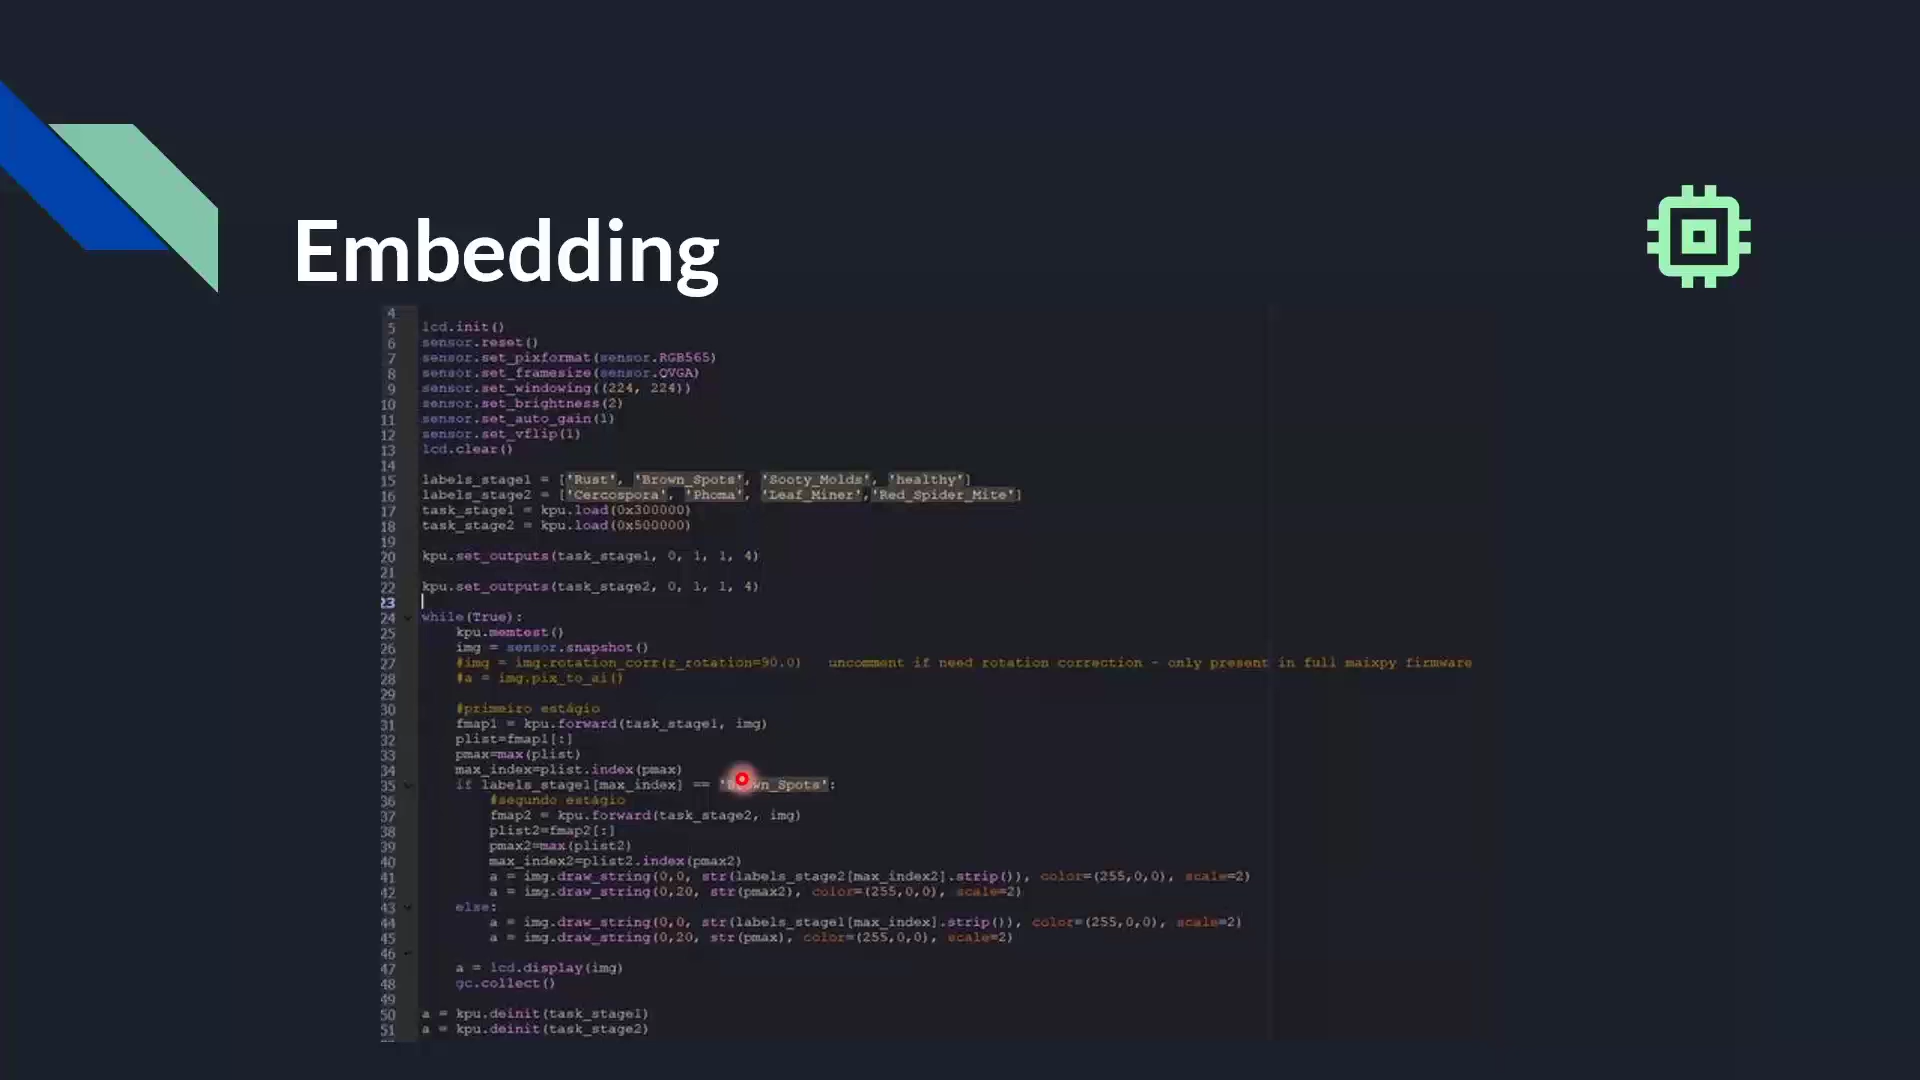 Embedding
4
5 lcd.init()
6 sensor.reset()
7 sensor.set_pixformat(sensor.RGB565)
8 sensor.set_framesize(sensor.QVGA)
9 sensor.set_windowing((224, 224))
10 sensor.set_brightness(2)
11 sensor.set_auto_gain(1)
12 sensor.set_vflip(1)
13 lcd.clear()
14
15 labels_stage1 = ['Rust', 'Brown_Spots', 'Sooty_Molds', 'healthy']
16 labels_stage2 = ['Cercospora', 'Phoma', 'Leaf_Miner','Red_Spider_Mite']
17 task_stage1 = kpu.load(0x300000)
18 task_stage2 = kpu.load(0x500000)
19
20 kpu.set_outputs(task_stage1, 0, 1, 1, 4)
21
22 kpu.set_outputs(task_stage2, 0, 1, 1, 4)
23
24 while(True):
25 kpu.memtest()
26 img = sensor.snapshot()
27 #img = img.rotation_corr(z_rotation=90.0) uncomment if need rotation correction - only present in full maixpy firmware
28 #a = img.pix_to_ai()
29
30 #primeiro estágio
31 fmap1 = kpu.forward(task_stage1, img)
32 plist=fmap1[:]
33 pmax=max(plist)
34 max_index=plist.index(pmax)
35 if labels_stage1[max_index] == 'Brown_Spots':
36 #segundo estágio
37 fmap2 = kpu.forward(task_stage2, img)
38 plist2=fmap2[:]
39 pmax2=max(plist2)
40 max_index2=plist2.index(pmax2)
41 a = img.draw_string(0,0, str(labels_stage2[max_index2].strip()), color=(255,0,0), scale=2)
42 a = img.draw_string(0,20, str(pmax2), color=(255,0,0), scale=2)
43 else:
44 a = img.draw_string(0,0, str(labels_stage1[max_index].strip()), color=(255,0,0), scale=2)
45 a = img.draw_string(0,20, str(pmax), color=(255,0,0), scale=2)
46
47 a = lcd.display(img)
48 gc.collect()
49
50 a = kpu.deinit(task_stage1)
51 a = kpu.deinit(task_stage2)